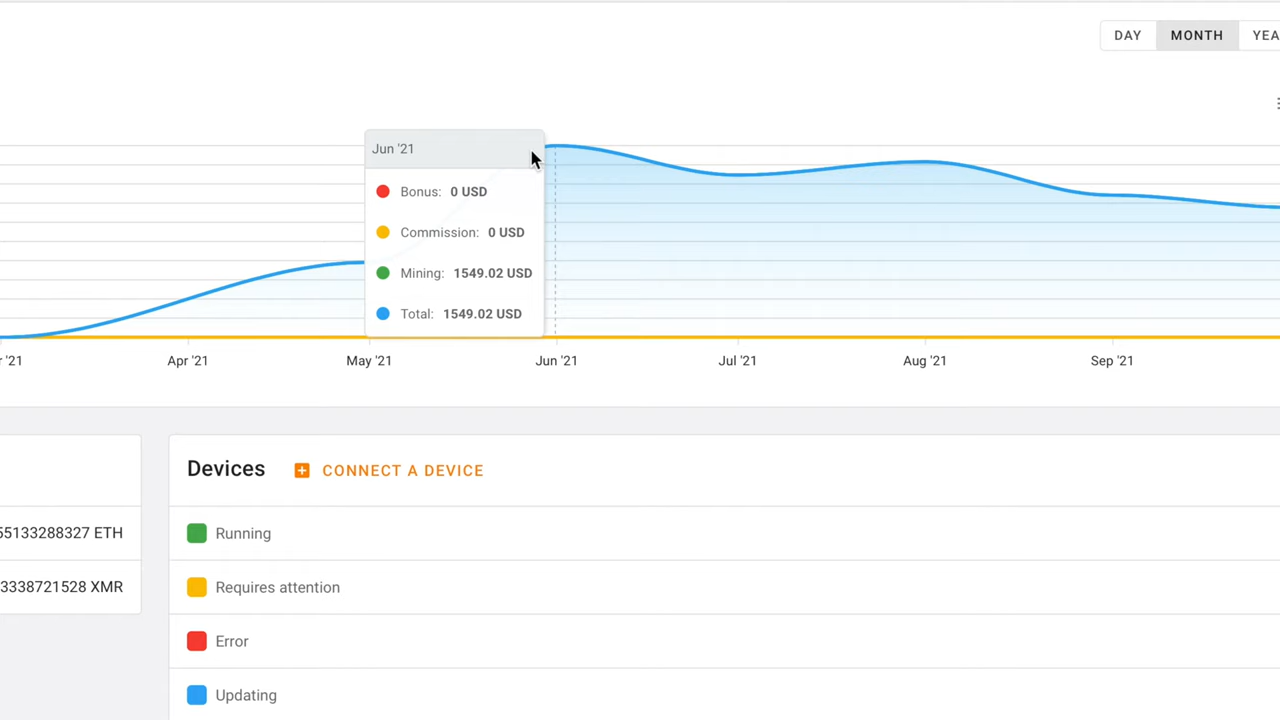 DAY MONTH YEA
Jun '21
Bonus: 0 USD
Commission: 0 USD
Mining: 1549.02 USD
Total: 1549.02 USD
r '21 Apr '21 May '21 Jun '21 Jul '21 Aug '21 Sep '21
Devices CONNECT A DEVICE
55133288327 ETH
Running
3338721528 XMR
Requires attention
Error
Updating